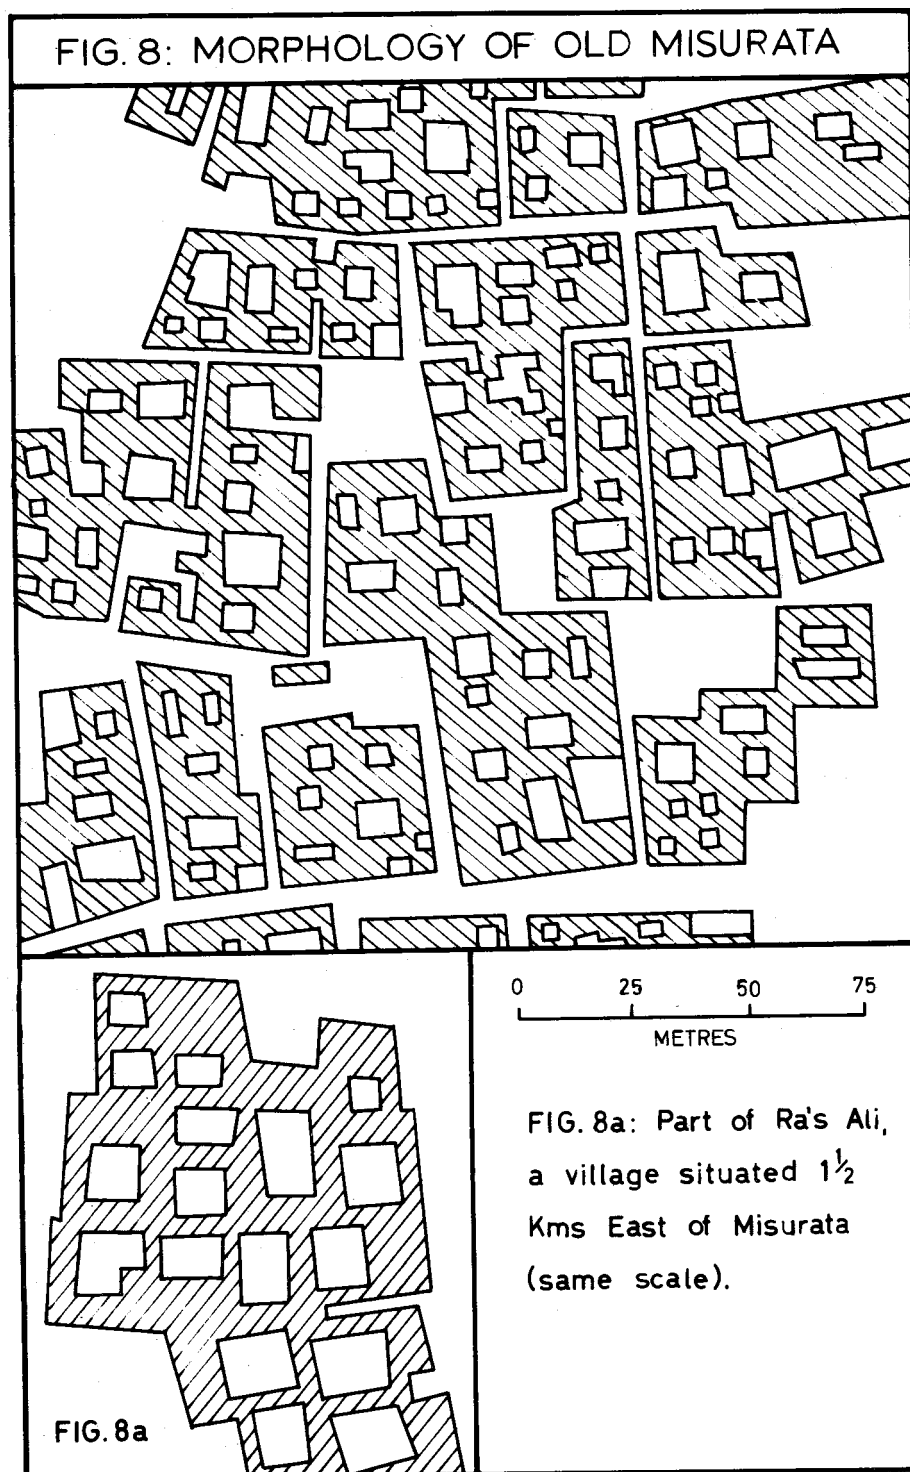 FIG. 8: MORPHOLOGY OF OLD MISURATA
0 25 50 75
METRES
FIG. 8a: Part of Ra's Ali,
a village situated 1½
Kms East of Misurata
(same scale).
FIG. 8a